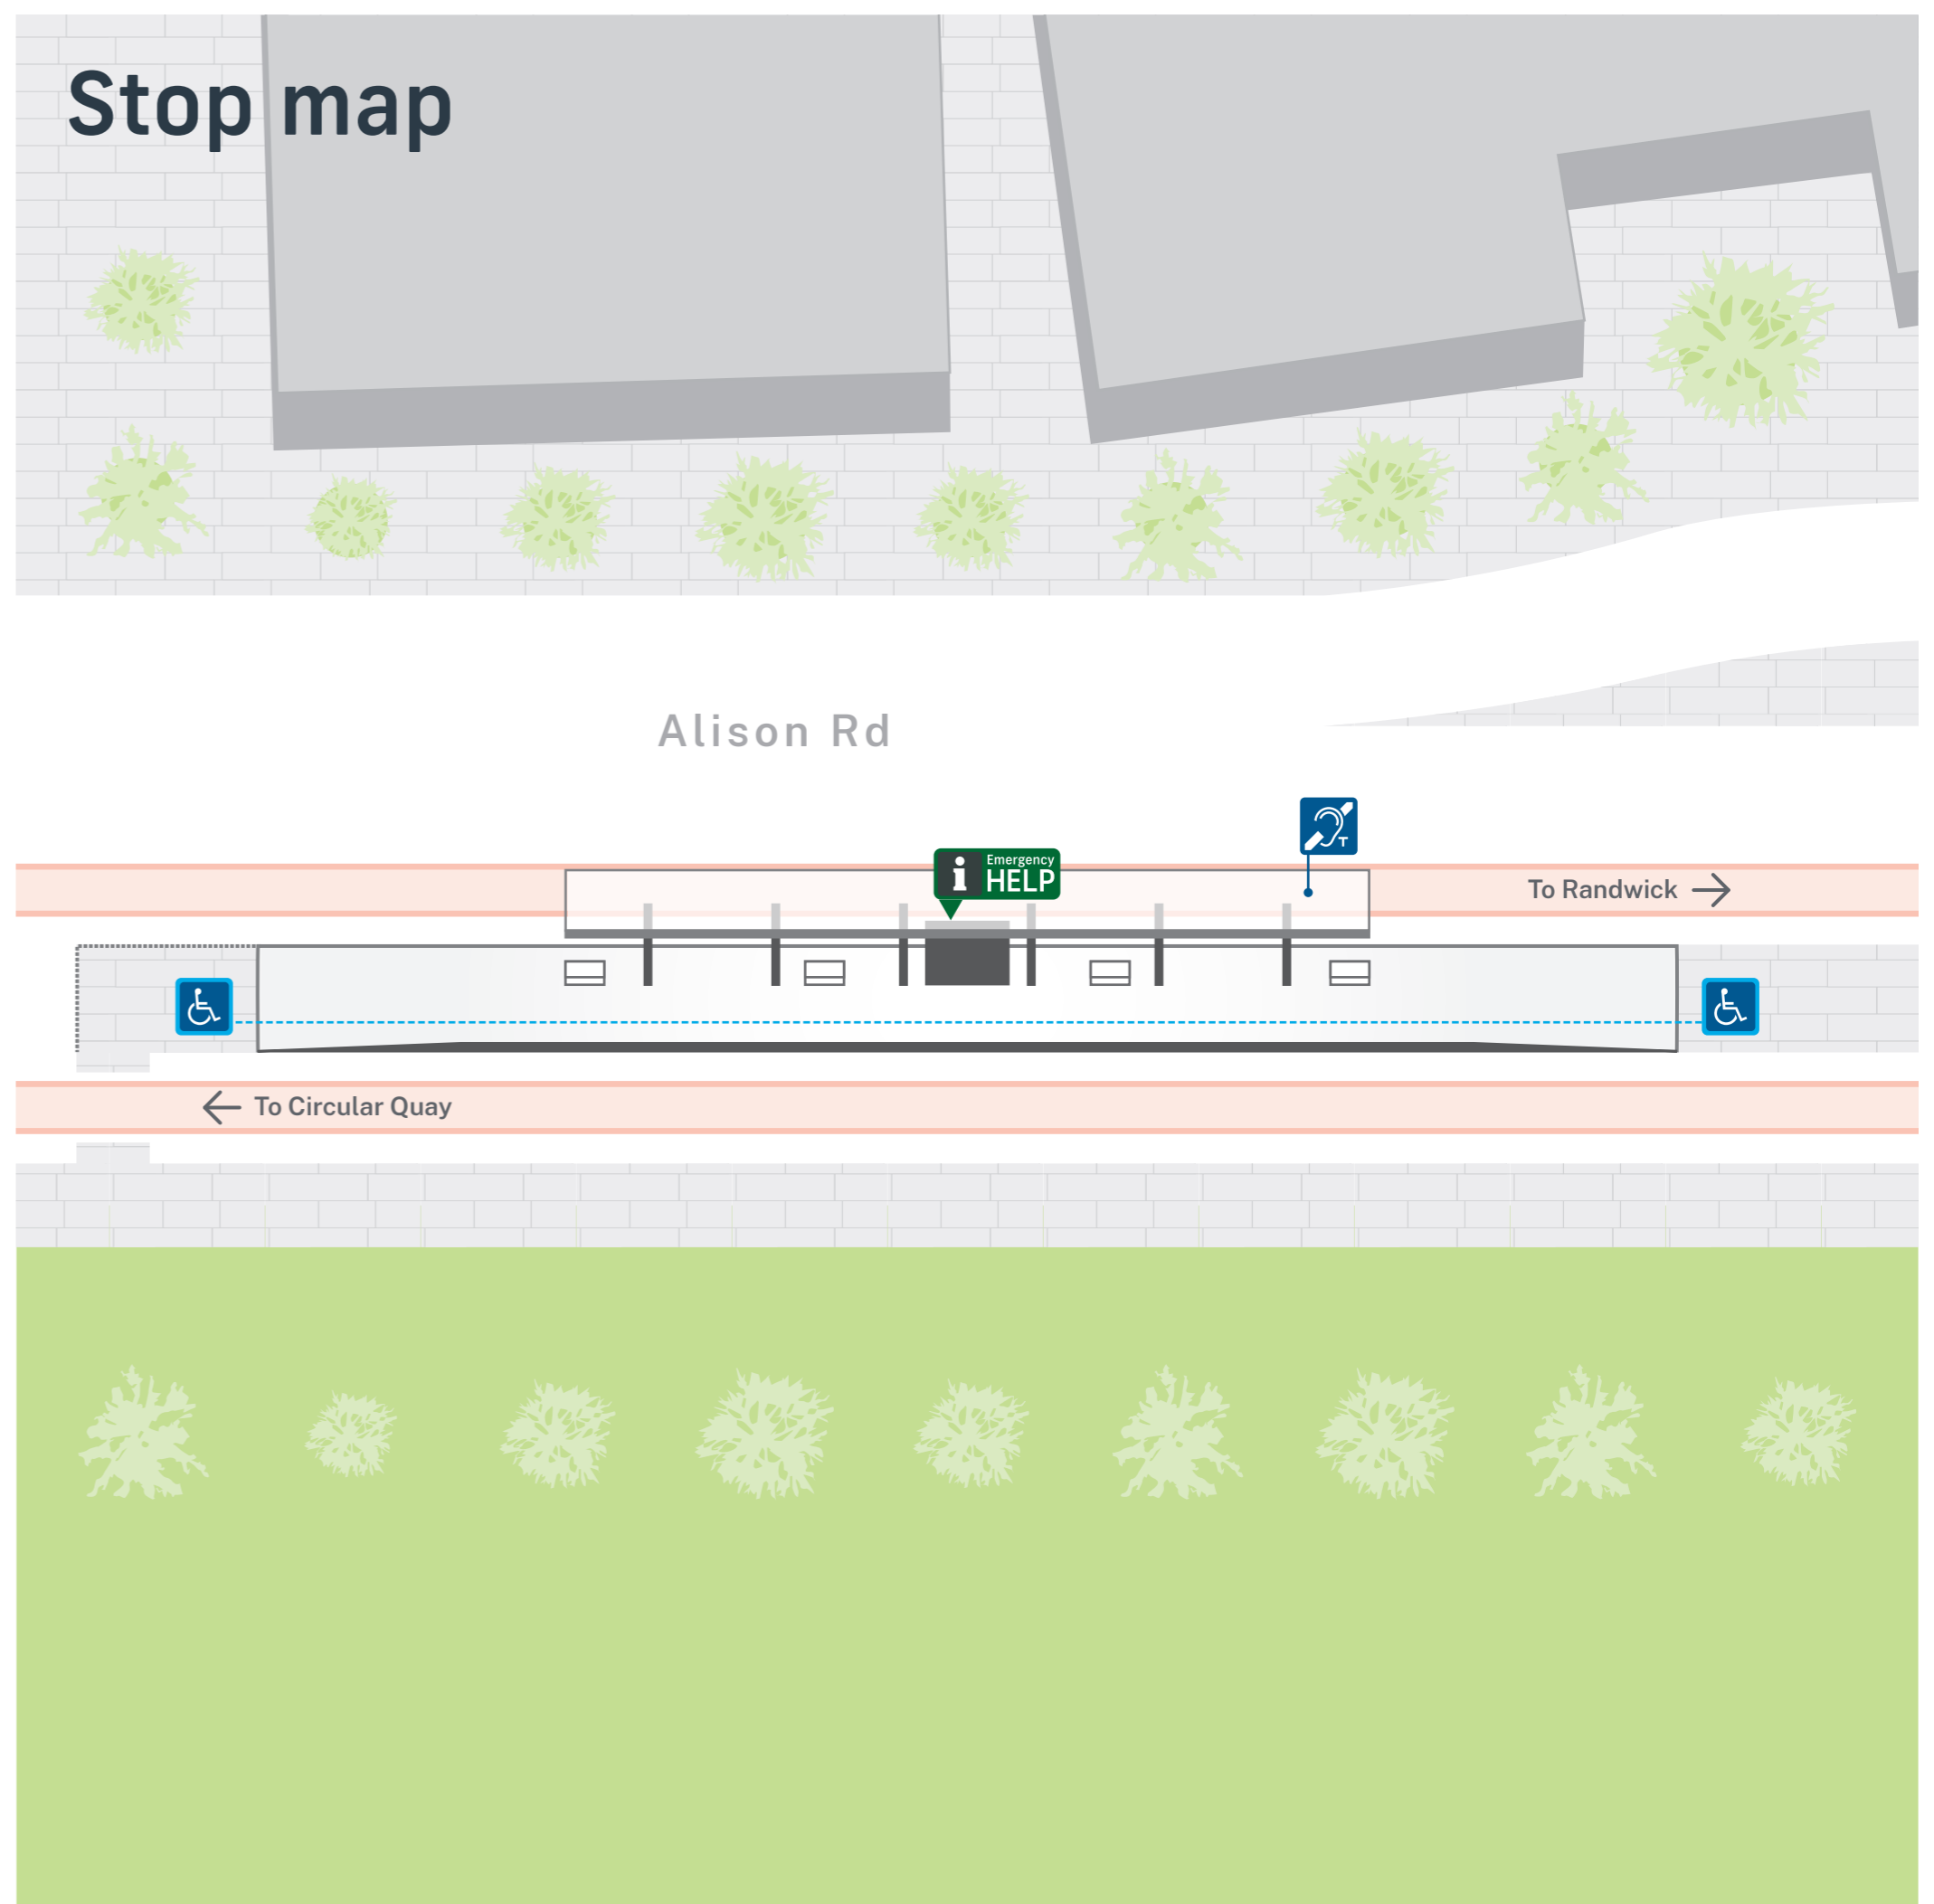 Stop map
Alison Rd
T
i Emergency
HELP
To Randwick
To Circular Quay